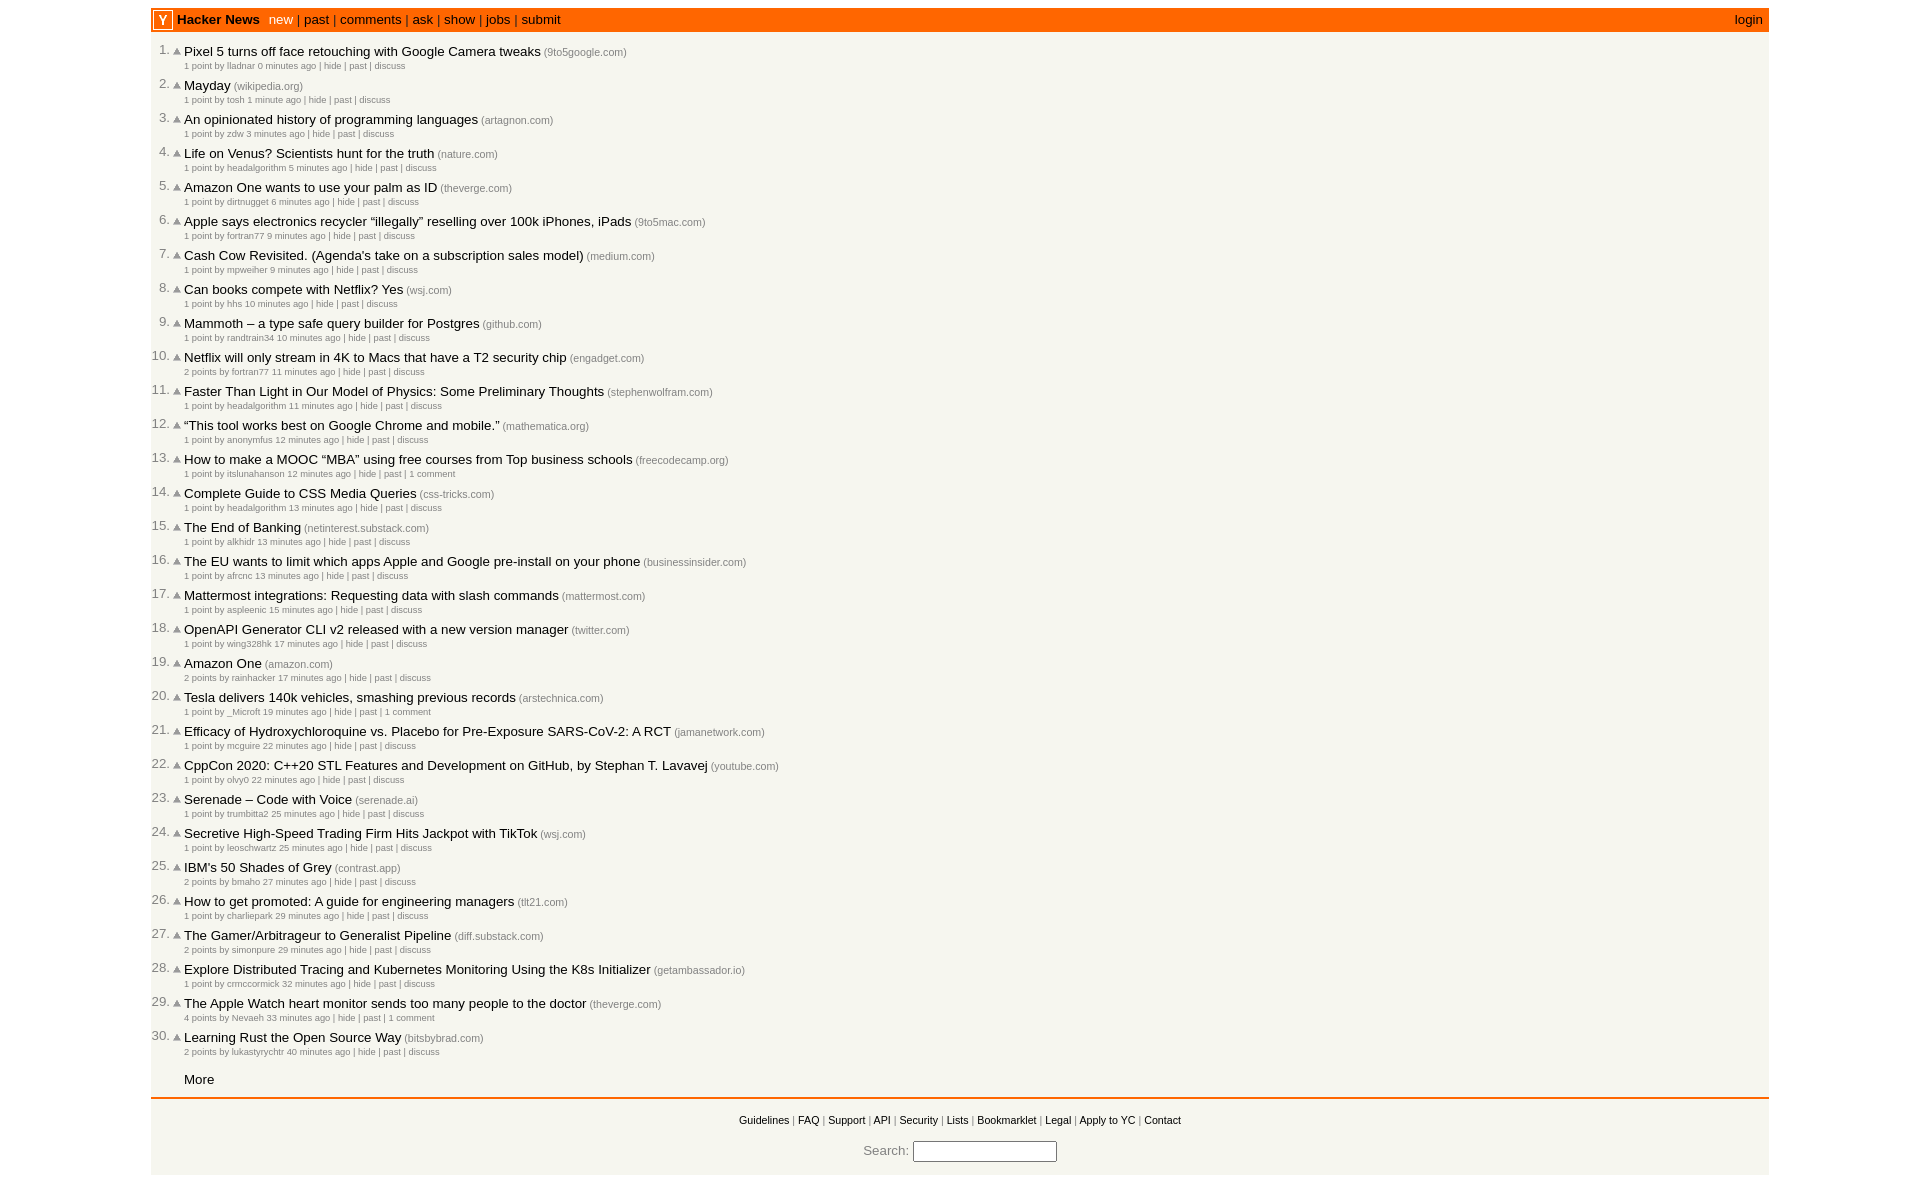 Y Hacker News new | past | comments | ask | show | jobs | submit login
1. Pixel 5 turns off face retouching with Google Camera tweaks (9to5google.com)
1 point by lladnar 0 minutes ago | hide | past | discuss
2. Mayday (wikipedia.org)
1 point by tosh 1 minute ago | hide | past | discuss
3. An opinionated history of programming languages (artagnon.com)
1 point by zdw 3 minutes ago | hide | past | discuss
4. Life on Venus? Scientists hunt for the truth (nature.com)
1 point by headalgorithm 5 minutes ago | hide | past | discuss
5. Amazon One wants to use your palm as ID (theverge.com)
1 point by dirtnugget 6 minutes ago | hide | past | discuss
6. Apple says electronics recycler “illegally” reselling over 100k iPhones, iPads (9to5mac.com)
1 point by fortran77 9 minutes ago | hide | past | discuss
7. Cash Cow Revisited. (Agenda's take on a subscription sales model) (medium.com)
1 point by mpweiher 9 minutes ago | hide | past | discuss
8. Can books compete with Netflix? Yes (wsj.com)
1 point by hhs 10 minutes ago | hide | past | discuss
9. Mammoth – a type safe query builder for Postgres (github.com)
1 point by randtrain34 10 minutes ago | hide | past | discuss
10. Netflix will only stream in 4K to Macs that have a T2 security chip (engadget.com)
2 points by fortran77 11 minutes ago | hide | past | discuss
11. Faster Than Light in Our Model of Physics: Some Preliminary Thoughts (stephenwolfram.com)
1 point by headalgorithm 11 minutes ago | hide | past | discuss
12. “This tool works best on Google Chrome and mobile.” (mathematica.org)
1 point by anonymfus 12 minutes ago | hide | past | discuss
13. How to make a MOOC “MBA” using free courses from Top business schools (freecodecamp.org)
1 point by itslunahanson 12 minutes ago | hide | past | 1 comment
14. Complete Guide to CSS Media Queries (css-tricks.com)
1 point by headalgorithm 13 minutes ago | hide | past | discuss
15. The End of Banking (netinterest.substack.com)
1 point by alkhidr 13 minutes ago | hide | past | discuss
16. The EU wants to limit which apps Apple and Google pre-install on your phone (businessinsider.com)
1 point by afrcnc 13 minutes ago | hide | past | discuss
17. Mattermost integrations: Requesting data with slash commands (mattermost.com)
1 point by aspleenic 15 minutes ago | hide | past | discuss
18. OpenAPI Generator CLI v2 released with a new version manager (twitter.com)
1 point by wing328hk 17 minutes ago | hide | past | discuss
19. Amazon One (amazon.com)
2 points by rainhacker 17 minutes ago | hide | past | discuss
20. Tesla delivers 140k vehicles, smashing previous records (arstechnica.com)
1 point by _Microft 19 minutes ago | hide | past | 1 comment
21. Efficacy of Hydroxychloroquine vs. Placebo for Pre-Exposure SARS-CoV-2: A RCT (jamanetwork.com)
1 point by mcguire 22 minutes ago | hide | past | discuss
22. CppCon 2020: C++20 STL Features and Development on GitHub, by Stephan T. Lavavej (youtube.com)
1 point by olvy0 22 minutes ago | hide | past | discuss
23. Serenade – Code with Voice (serenade.ai)
1 point by trumbitta2 25 minutes ago | hide | past | discuss
24. Secretive High-Speed Trading Firm Hits Jackpot with TikTok (wsj.com)
1 point by leoschwartz 25 minutes ago | hide | past | discuss
25. IBM's 50 Shades of Grey (contrast.app)
2 points by bmaho 27 minutes ago | hide | past | discuss
26. How to get promoted: A guide for engineering managers (tlt21.com)
1 point by charliepark 29 minutes ago | hide | past | discuss
27. The Gamer/Arbitrageur to Generalist Pipeline (diff.substack.com)
2 points by simonpure 29 minutes ago | hide | past | discuss
28. Explore Distributed Tracing and Kubernetes Monitoring Using the K8s Initializer (getambassador.io)
1 point by crmccormick 32 minutes ago | hide | past | discuss
29. The Apple Watch heart monitor sends too many people to the doctor (theverge.com)
4 points by Nevaeh 33 minutes ago | hide | past | 1 comment
30. Learning Rust the Open Source Way (bitsbybrad.com)
2 points by lukastyrychtr 40 minutes ago | hide | past | discuss
More
Guidelines | FAQ | Support | API | Security | Lists | Bookmarklet | Legal | Apply to YC | Contact
Search: